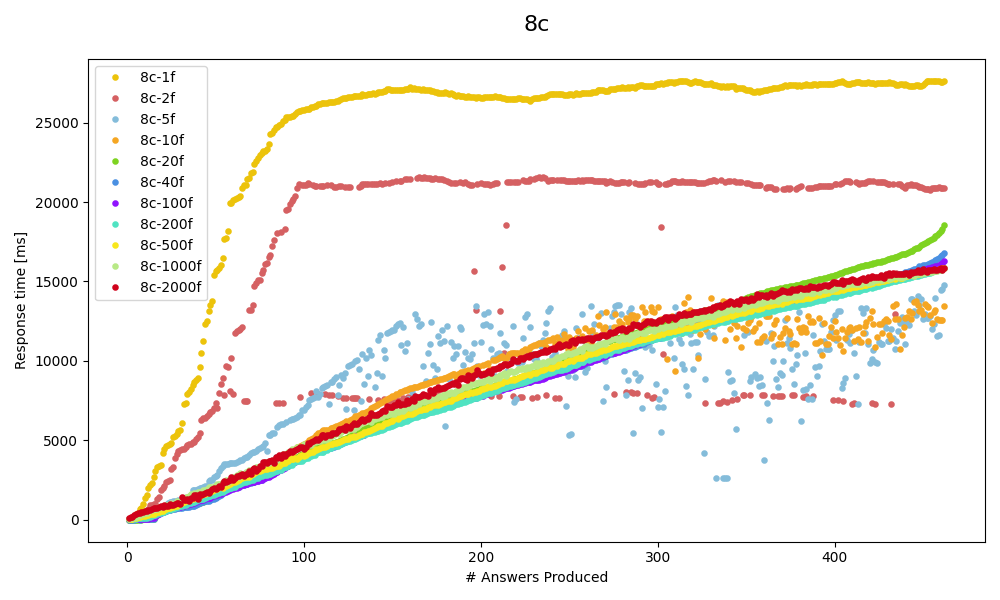 8c
Response time [ms]
25000
20000
15000
10000
5000
0
8c-1f
8c-2f
8c-5f
8c-10f
8c-20f
8c-40f
8c-100f
8c-200f
8c-500f
8c-1000f
8c-2000f
0 100 200 300 400
# Answers Produced